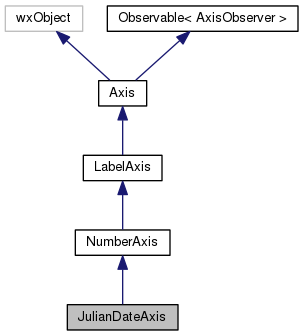 wxObject
Observable< AxisObserver >
Axis
LabelAxis
NumberAxis
JulianDateAxis